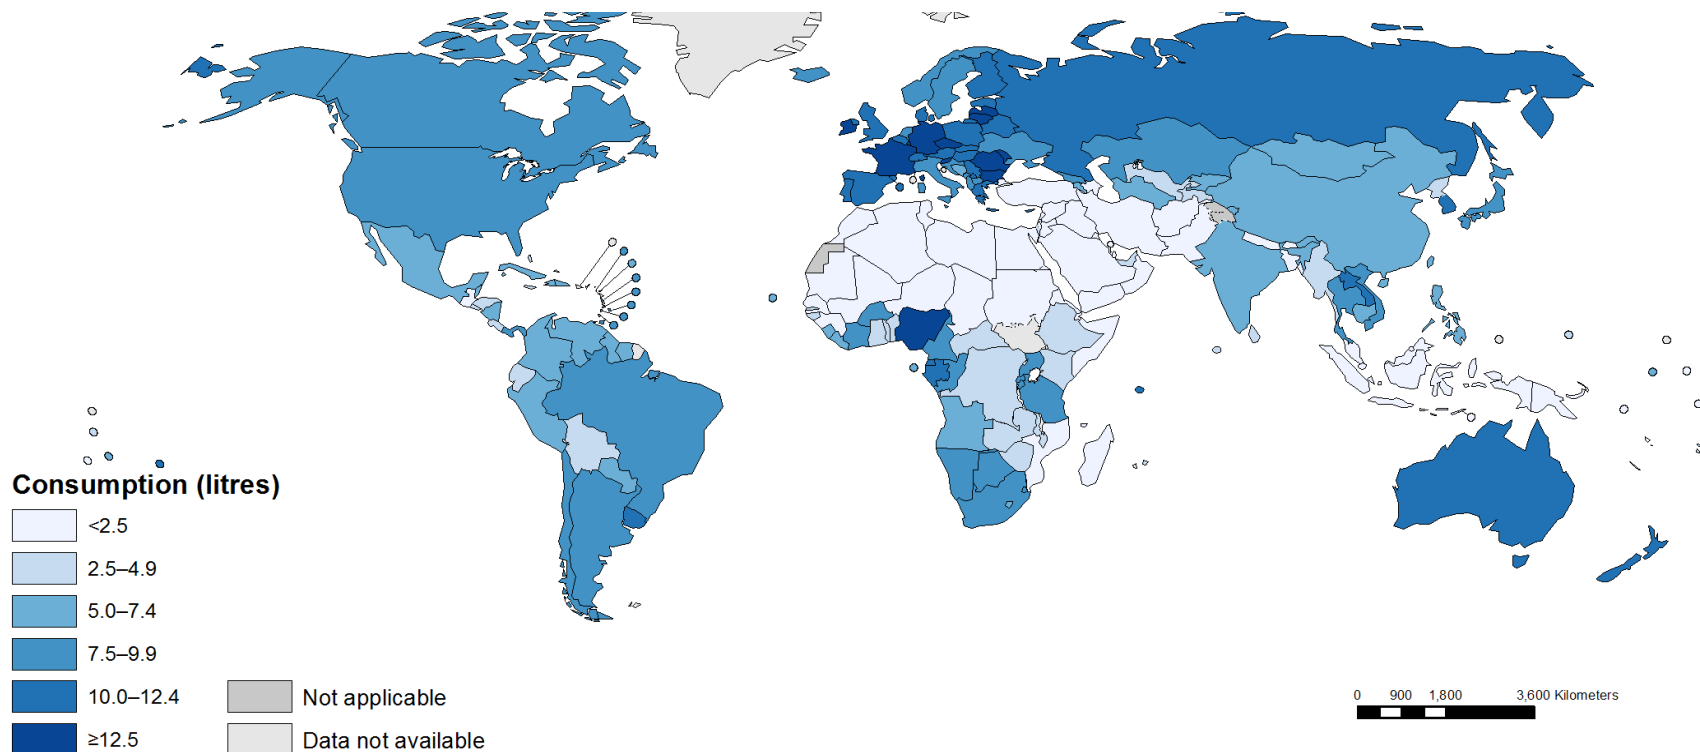 Consumption (litres)
<2.5
2.5–4.9
5.0–7.4
7.5–9.9
10.0–12.4
≥12.5
Not applicable
Data not available
0 900 1,800 3,600 Kilometers